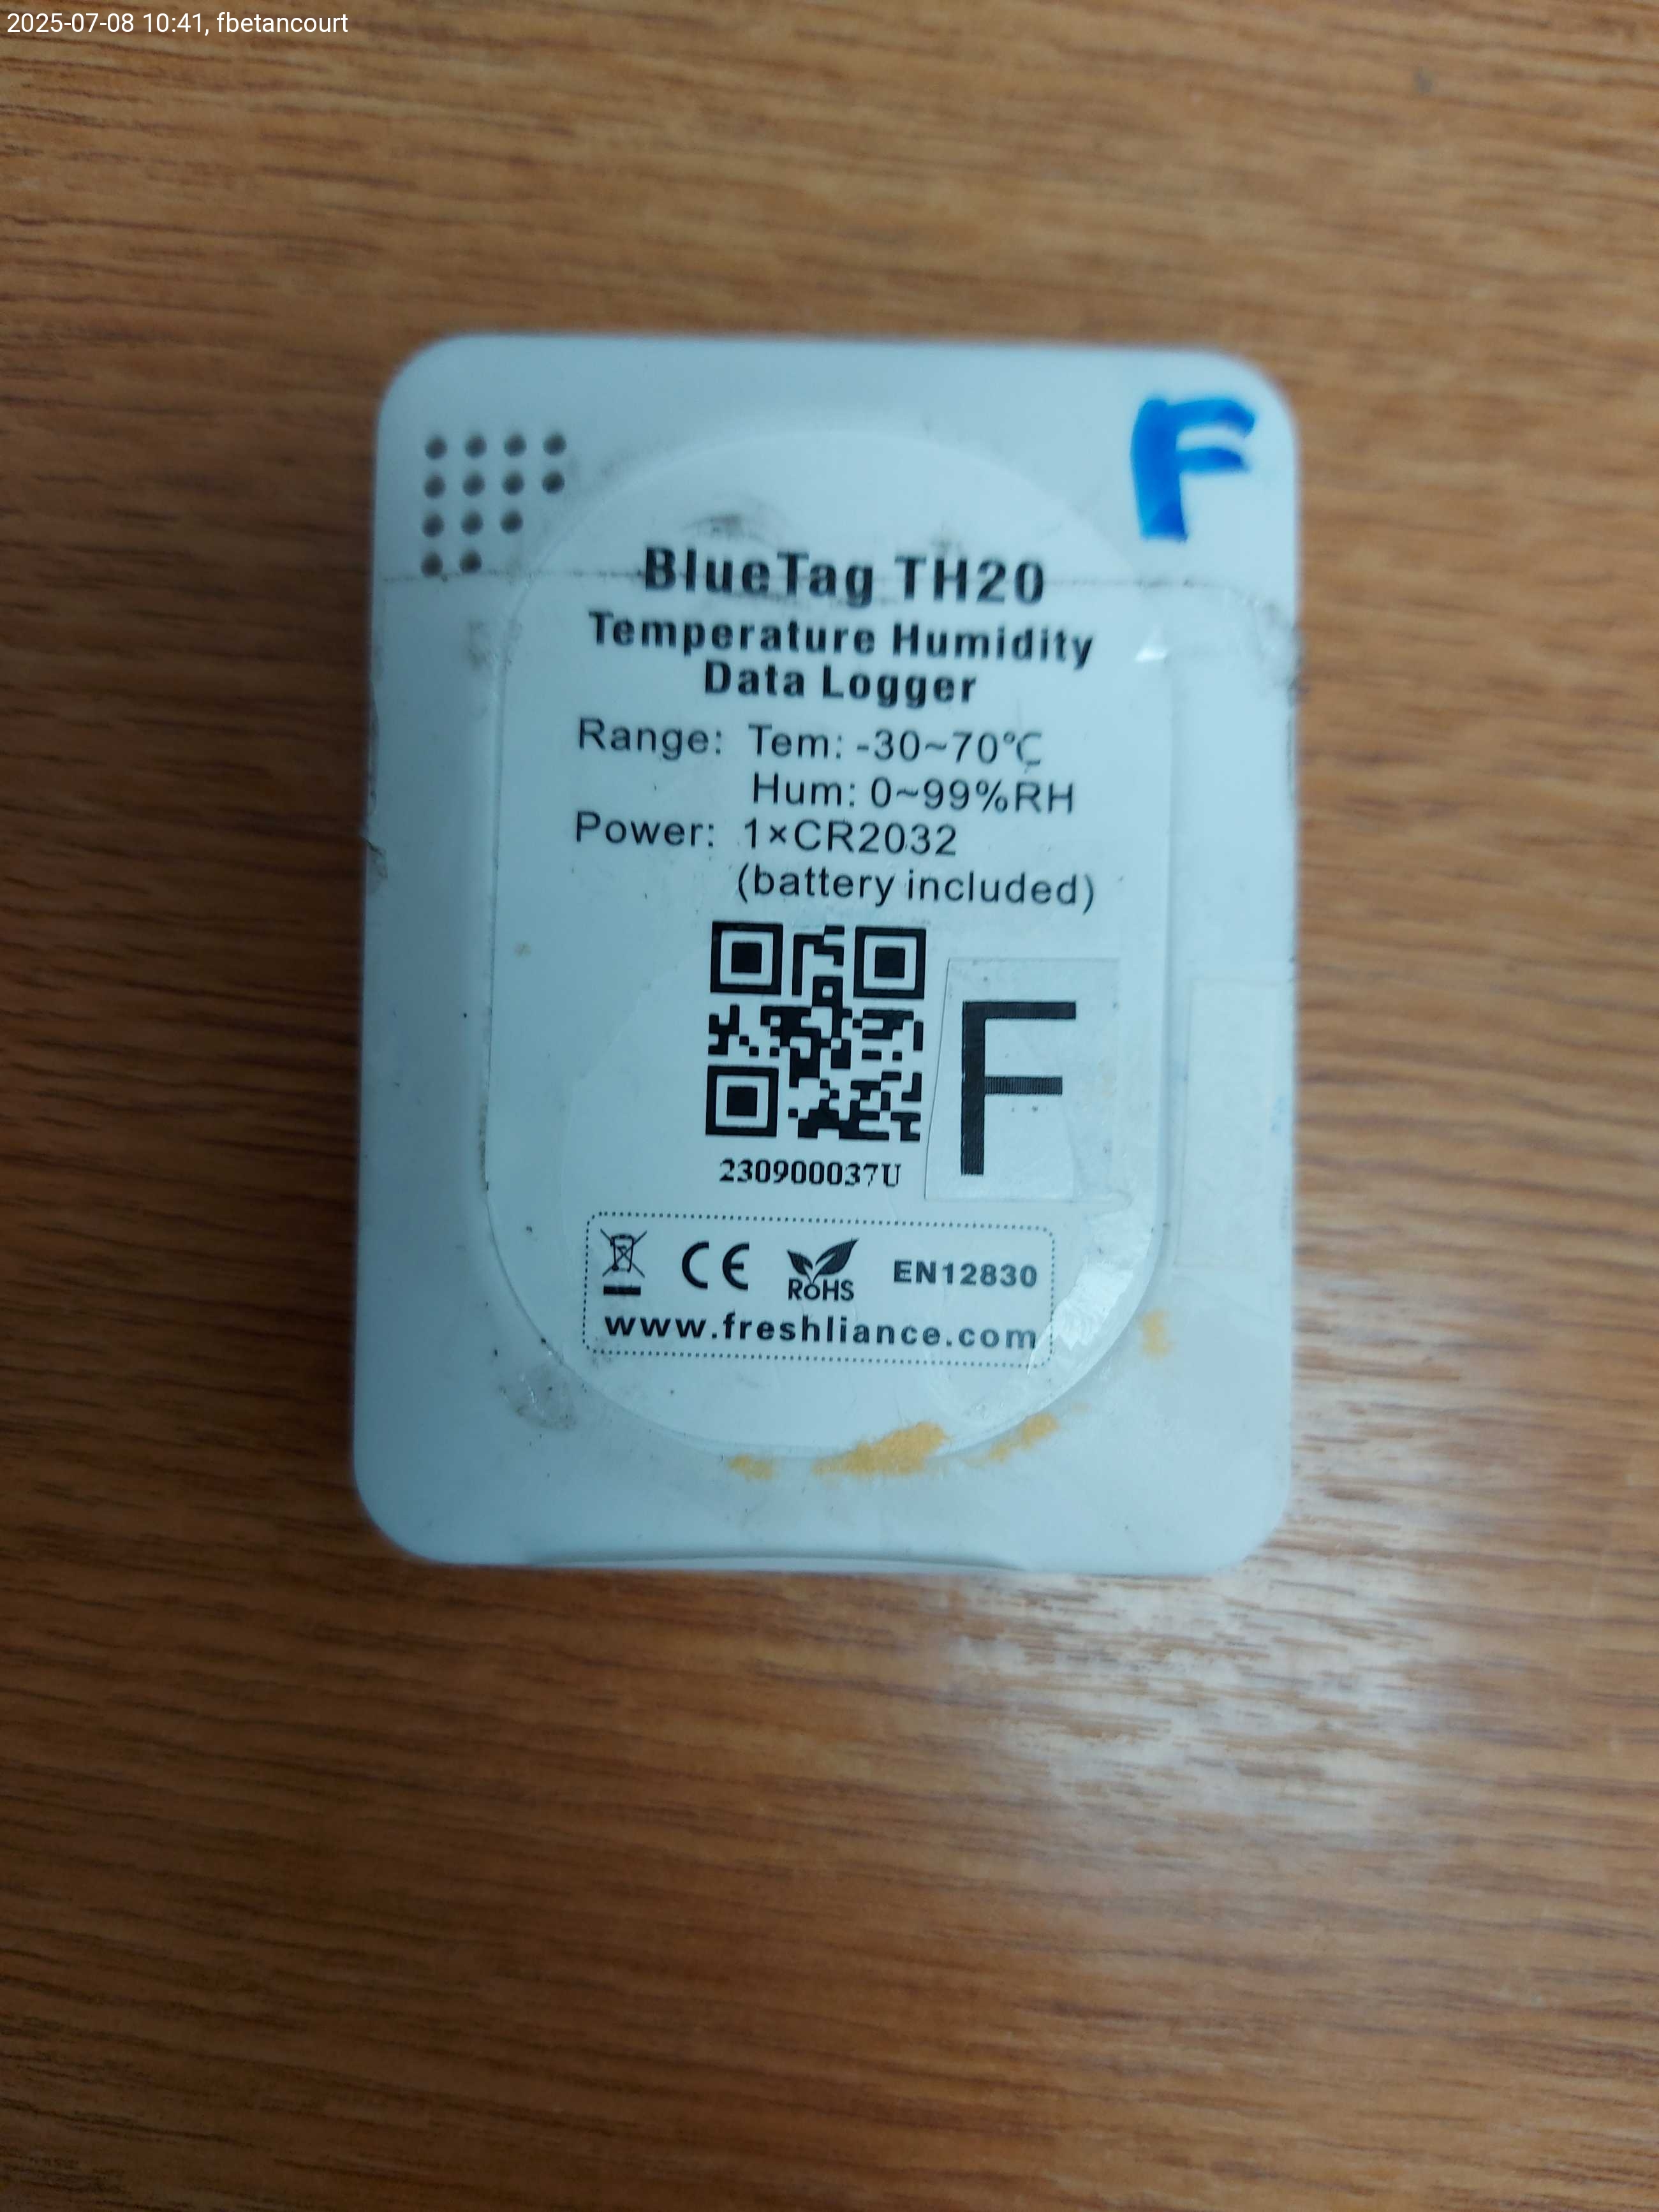 2025-07-08 10:41, fbetancourt
F
BlueTag TH20
Temperature Humidity
Data Logger
Range: Tem: -30~70℃
Hum: 0~99%RH
Power: 1×CR2032
(battery included)
F
230900037U
CE RoHS EN12830
www.freshliance.com